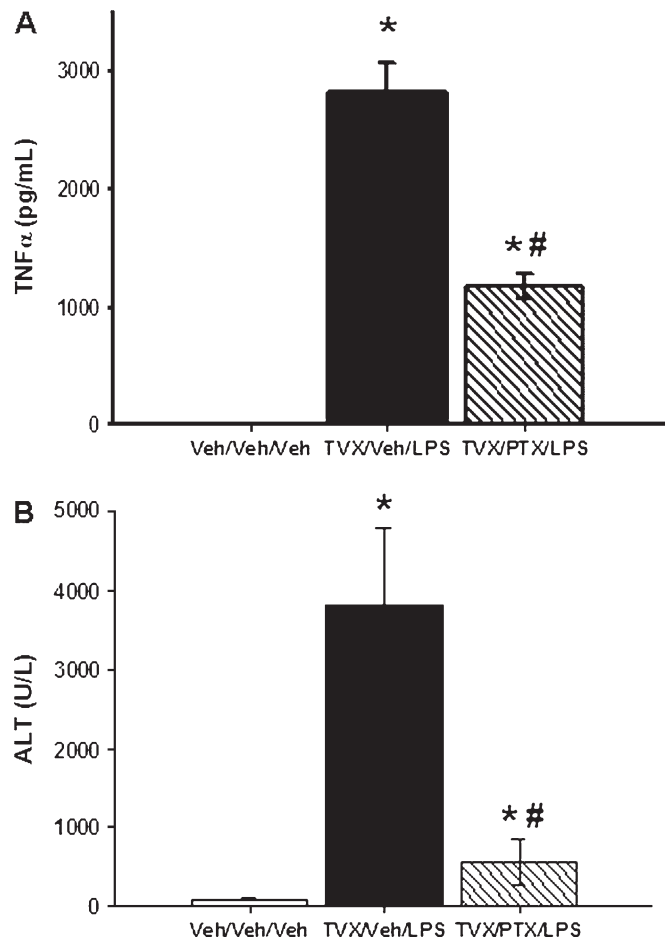 A
*
3000
* #
2000
TNFα (pg/mL)
1000
0
Veh/Veh/Veh TVX/Veh/LPS TVX/PTX/LPS
B
5000
*
4000
3000
ALT (U/L)
2000
* #
1000
0
Veh/Veh/Veh TVX/Veh/LPS TVX/PTX/LPS